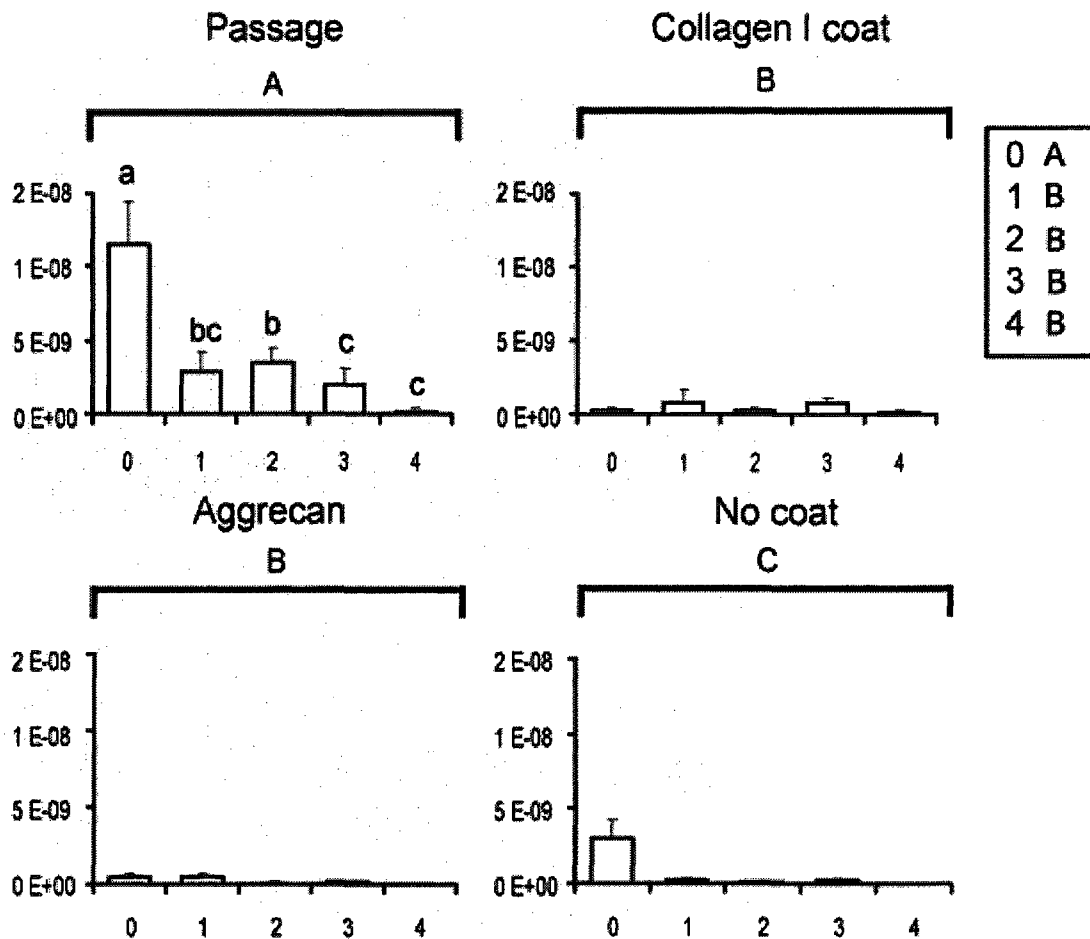 Passage
A
2 E-08
1 E-08
5 E-09
0 E+00
a
bc
b
c
c
0 1 2 3 4
Collagen I coat
B
2 E-08
1 E-08
5 E-09
0 E+00
0 1 2 3 4
0 A
1 B
2 B
3 B
4 B
Aggrecan
B
2 E-08
1 E-08
5 E-09
0 E+00
0 1 2 3 4
No coat
C
2 E-08
1 E-08
5 E-09
0 E+00
0 1 2 3 4